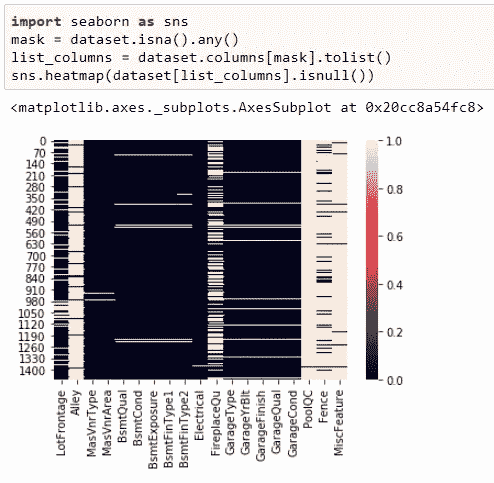 import seaborn as sns
mask = dataset.isna().any()
list_columns = dataset.columns[mask].tolist()
sns.heatmap(dataset[list_columns].isnull())
<matplotlib.axes._subplots.AxesSubplot at 0x20cc8a54fc8>
0
70
140
210
280
350
420
490
560
630
700
770
840
910
980
1050
1120
1190
1260
1330
1400
1.0
0.8
0.6
0.4
0.2
0.0
LotFrontage
Alley
MasVnrType
MasVnrArea
BsmtQual
BsmtCond
BsmtExposure
BsmtFinType1
BsmtFinType2
Electrical
FireplaceQu
GarageType
GarageYrBlt
GarageFinish
GarageQual
GarageCond
PoolQC
Fence
MiscFeature